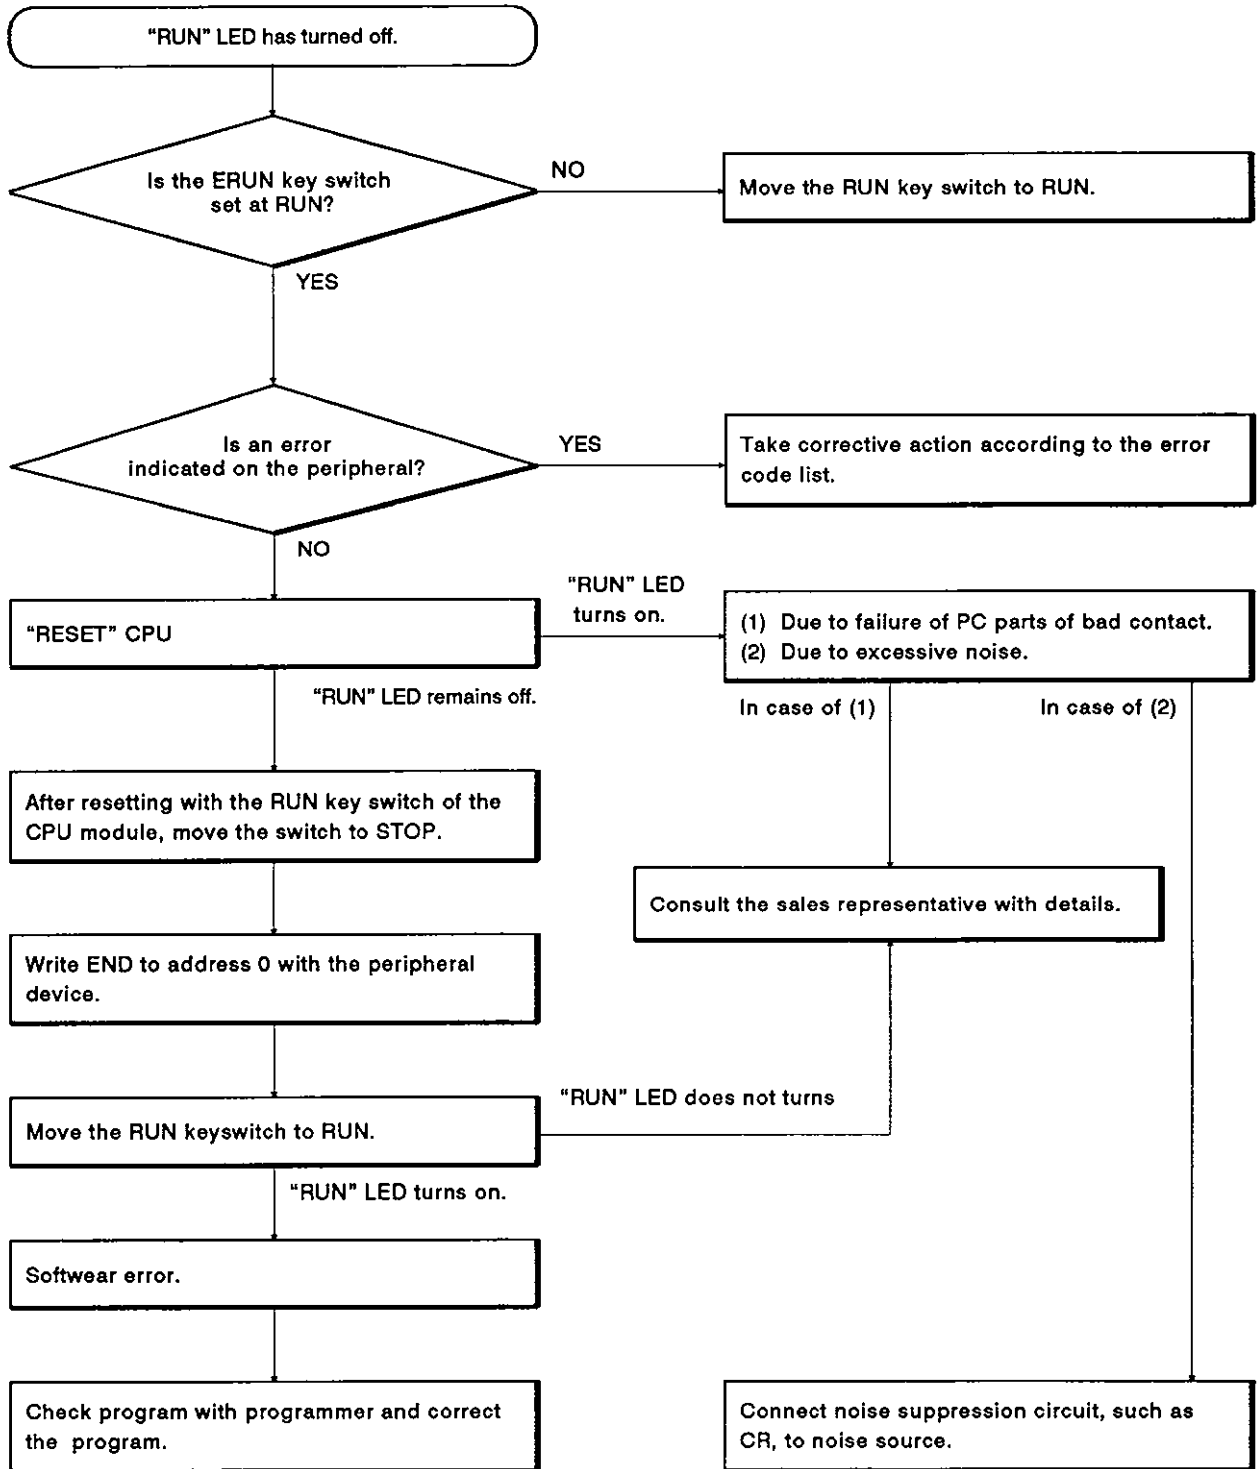 “RUN” LED has turned off.
Is the ERUN key switch
set at RUN?
NO
Move the RUN key switch to RUN.
YES
Is an error
indicated on the peripheral?
YES
Take corrective action according to the error
code list.
NO
“RESET” CPU
“RUN” LED
turns on.
(1) Due to failure of PC parts of bad contact.
(2) Due to excessive noise.
“RUN” LED remains off.
In case of (1)
In case of (2)
After resetting with the RUN key switch of the
CPU module, move the switch to STOP.
Consult the sales representative with details.
Write END to address 0 with the peripheral
device.
“RUN” LED does not turns
Move the RUN keyswitch to RUN.
“RUN” LED turns on.
Softwear error.
Check program with programmer and correct
the program.
Connect noise suppression circuit, such as
CR, to noise source.